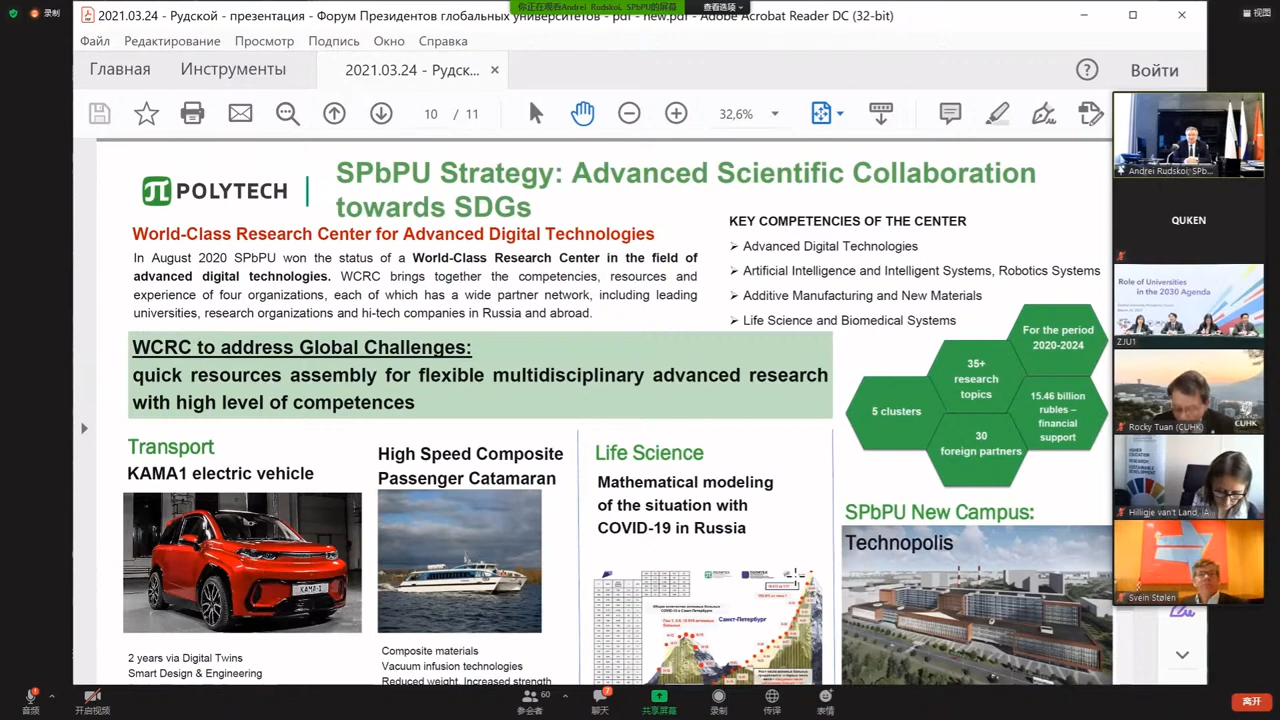 录制
2021.03.24 - Рудской - презентация - Форум Президентов глобальных университетов - pdf - new.pdf - Adobe Acrobat Reader DC (32-bit)
你正在观看Andrei Rudskoi, SPbPU的屏幕
查看选项
视图
Файл Редактирование Просмотр Подпись Окно Справка
Главная Инструменты 2021.03.24 - Рудск... Войти
10 / 11 32,6%
POLYTECH
SPbPU Strategy: Advanced Scientific Collaboration
towards SDGs
World-Class Research Center for Advanced Digital Technologies
In August 2020 SPbPU won the status of a World-Class Research Center in the field of
advanced digital technologies. WCRC brings together the competencies, resources and
experience of four organizations, each of which has a wide partner network, including leading
universities, research organizations and hi-tech companies in Russia and abroad.
KEY COMPETENCIES OF THE CENTER
Advanced Digital Technologies
Artificial Intelligence and Intelligent Systems, Robotics Systems
Additive Manufacturing and New Materials
Life Science and Biomedical Systems
WCRC to address Global Challenges:
quick resources assembly for flexible multidisciplinary advanced research
with high level of competences
For the period
2020-2024
35+
research
topics
5 clusters
15.46 billion
rubles –
financial
support
30
foreign partners
Transport
KAMA1 electric vehicle
KAMA-1
2 years via Digital Twins
Smart Design & Engineering
High Speed Composite
Passenger Catamaran
Composite materials
Vacuum infusion technologies
Reduced weight, Increased strength
Life Science
Mathematical modeling
of the situation with
COVID-19 in Russia
POLYTECH
Санкт-Петербург
SPbPU New Campus:
Technopolis
Andrei Rudskoi, SPb...
QUKEN
Role of Universities
in the 2030 Agenda
ZJU1
Rocky Tuan (CUHK)
CUHK
HIGHER
EDUCATION
RESEARCH
SUSTAINABLE
DEVELOPMENT
Hilligje van't Land, IA...
Svein Stølen
音频
开启视频
60
参会者
7
聊天
共享屏幕
录制
传译
表情
离开